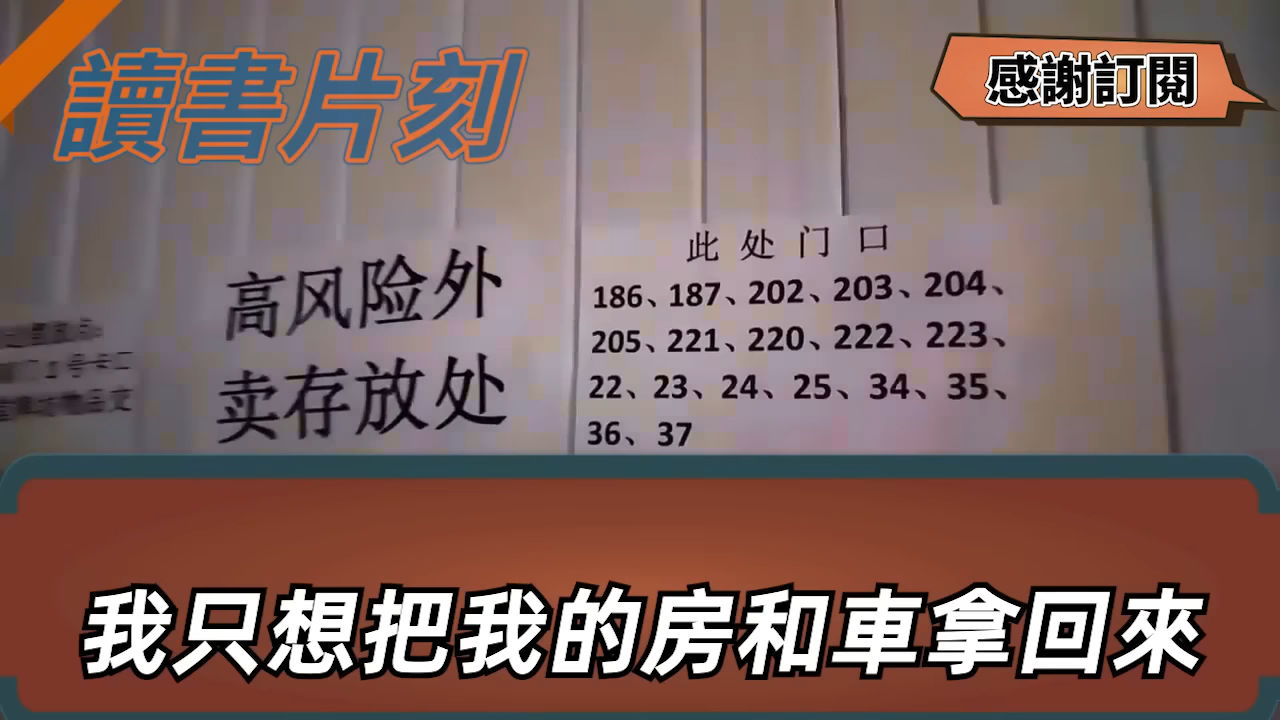 讀書片刻
感謝訂閱
高风险外
卖存放处
此处门口
186、187、202、203、204、
205、221、220、222、223、
22、23、24、25、34、35、
36、37
我只想把我的房和車拿回來